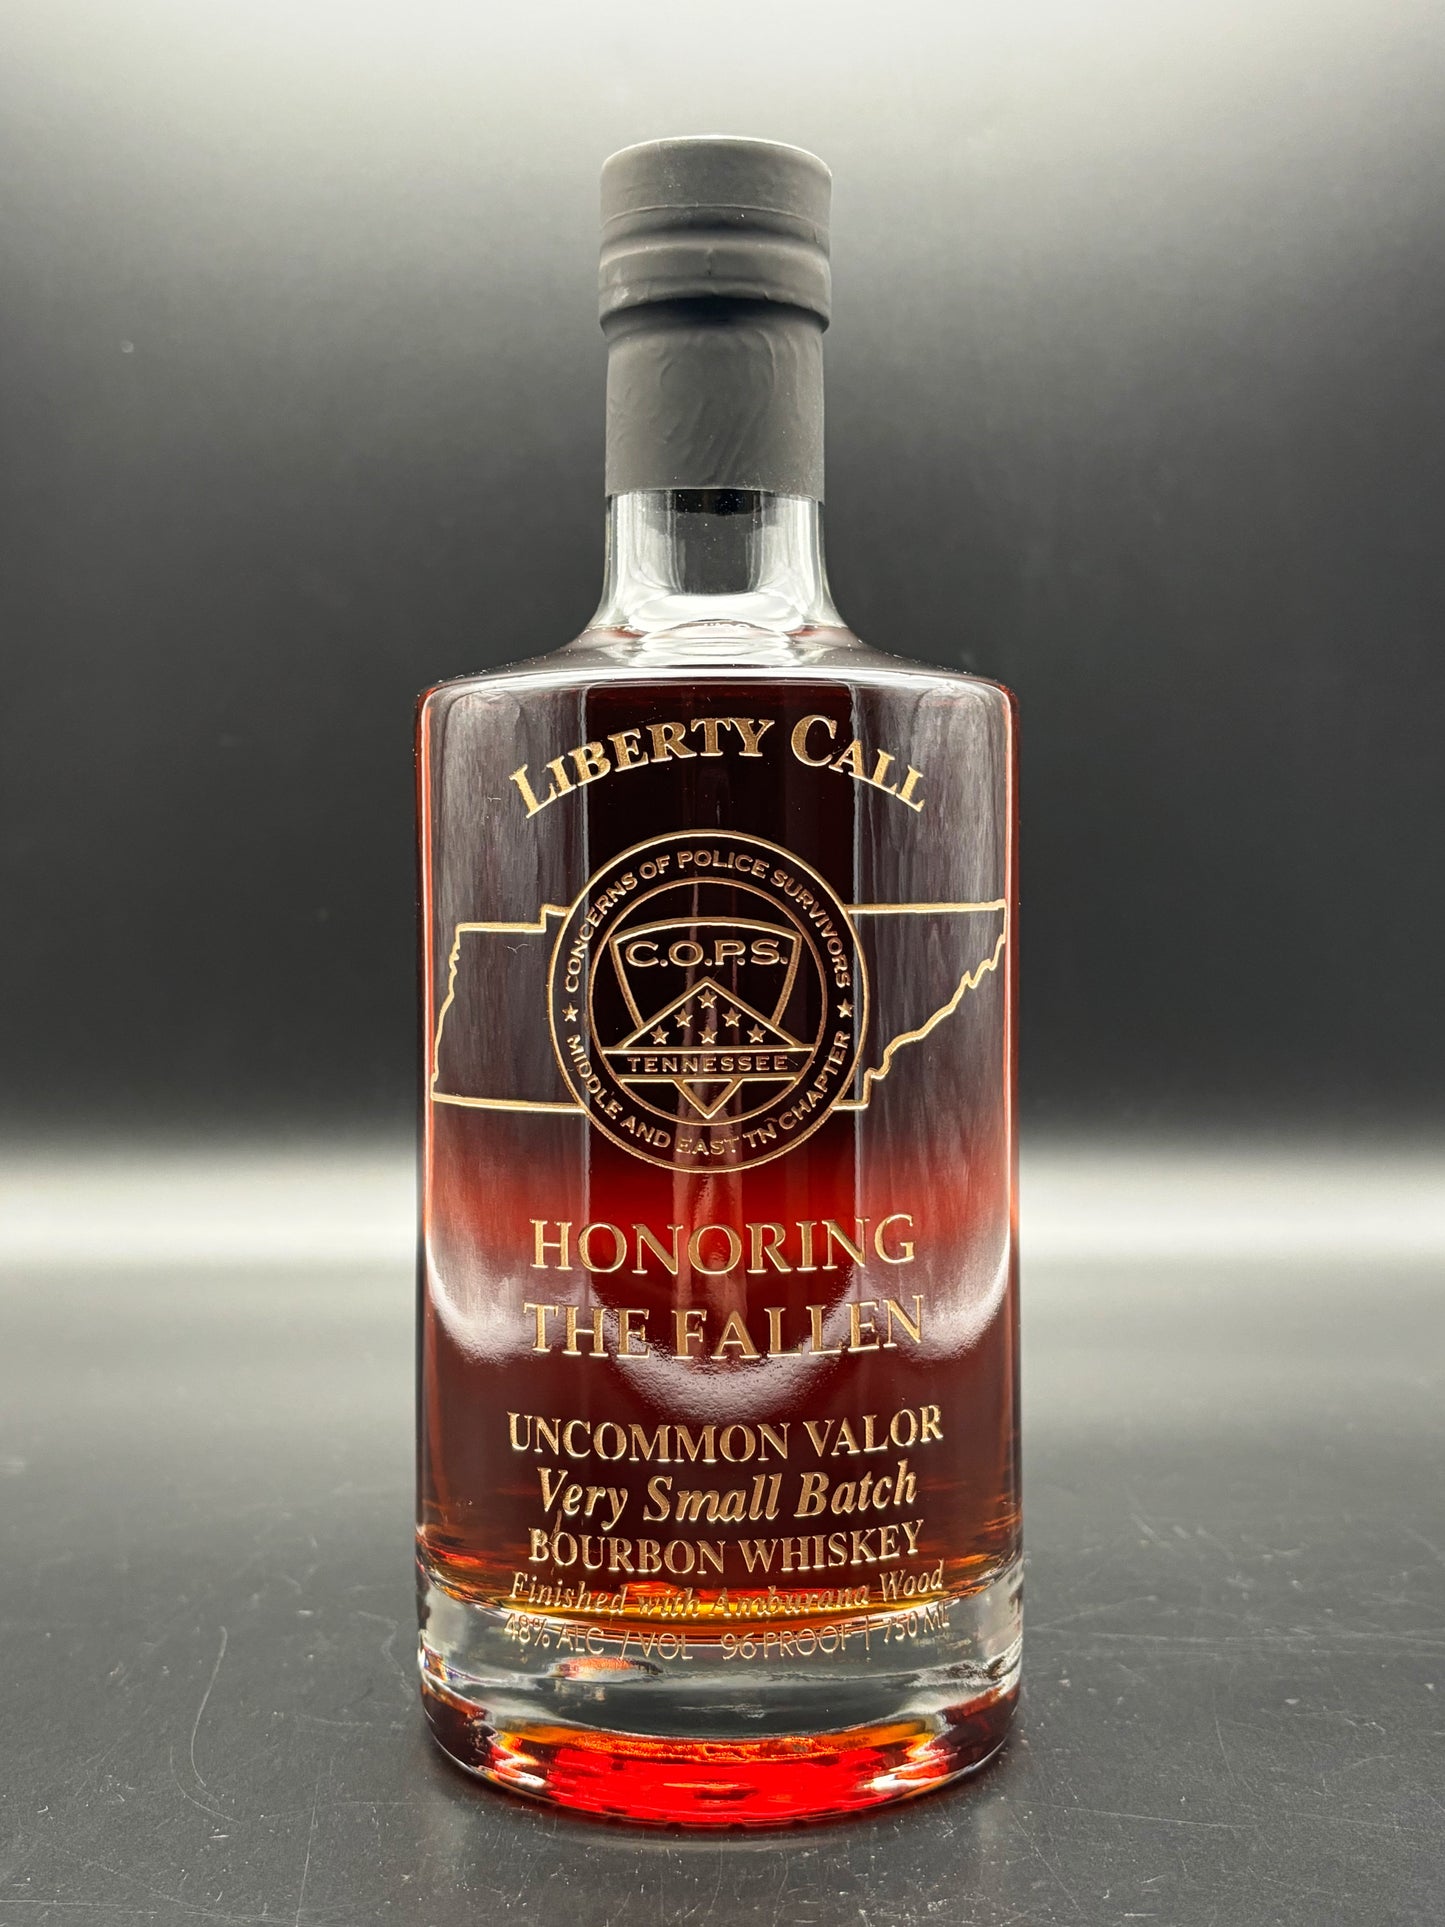 LIBERTY CALL
CONCERNS OF POLICE SURVIVORS
C.O.P.S.
TENNESSEE
MIDDLE AND EAST TN CHAPTER
HONORING
THE FALLEN
UNCOMMON VALOR
Very Small Batch
BOURBON WHISKEY
Finished with Amburana Wood
48% ALC / VOL 96 PROOF | 750 ML